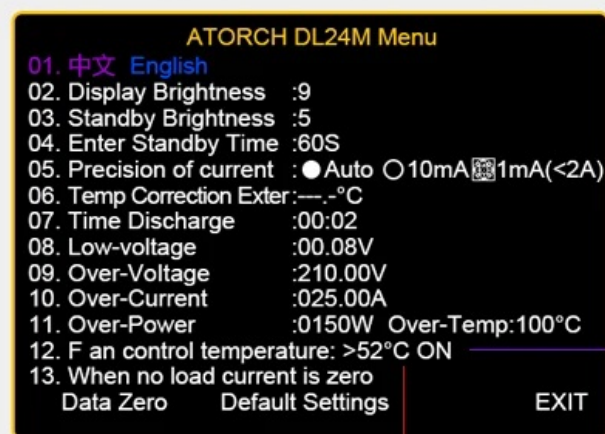 ATORCH DL24M Menu
01. 中文 English
02. Display Brightness :9
03. Standby Brightness :5
04. Enter Standby Time :60S
05. Precision of current :●Auto ○10mA 1mA(<2A)
06. Temp Correction Exter:---.-°C
07. Time Discharge :00:02
08. Low-voltage :00.08V
09. Over-Voltage :210.00V
10. Over-Current :025.00A
11. Over-Power :0150W Over-Temp:100°C
12. F an control temperature: >52°C ON
13. When no load current is zero
Data Zero Default Settings EXIT